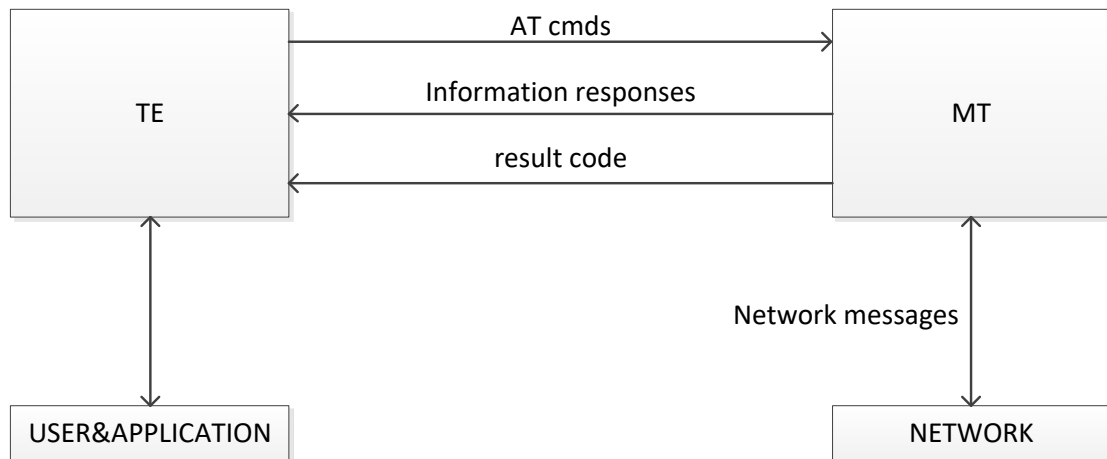 AT cmds
TE
Information responses
MT
result code
Network messages
USER&APPLICATION
NETWORK